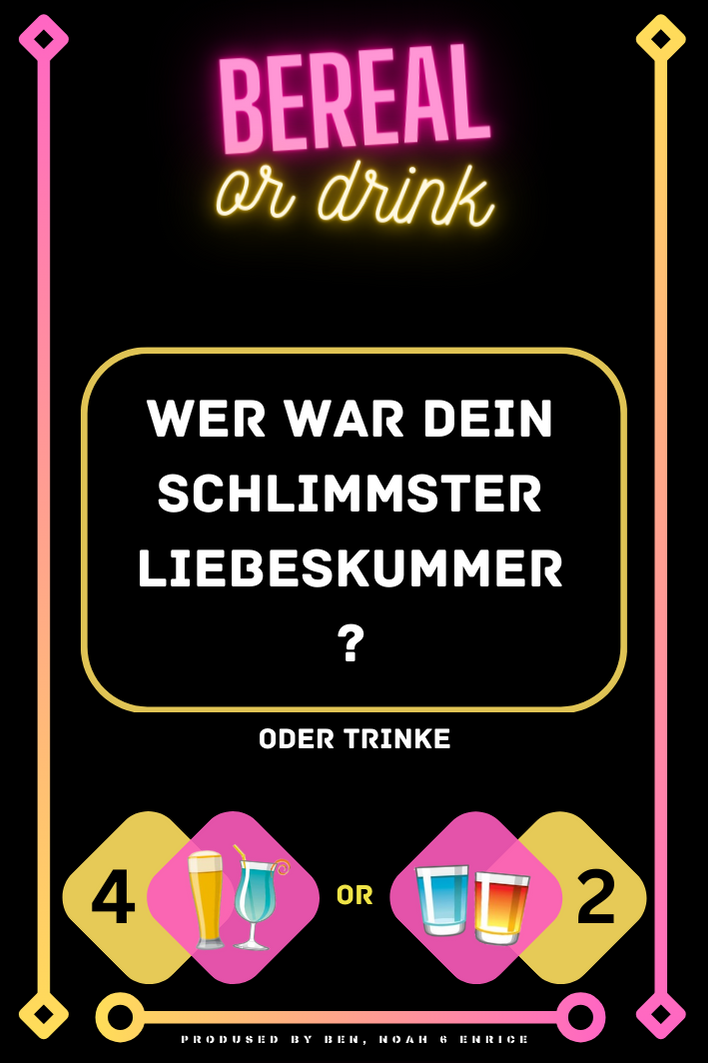 BEREAL
or drink
WER WAR DEIN
SCHLIMMSTER
LIEBESKUMMER
?
ODER TRINKE
4 OR 2
PRODUSED BY BEN, NOAH & ENRICE